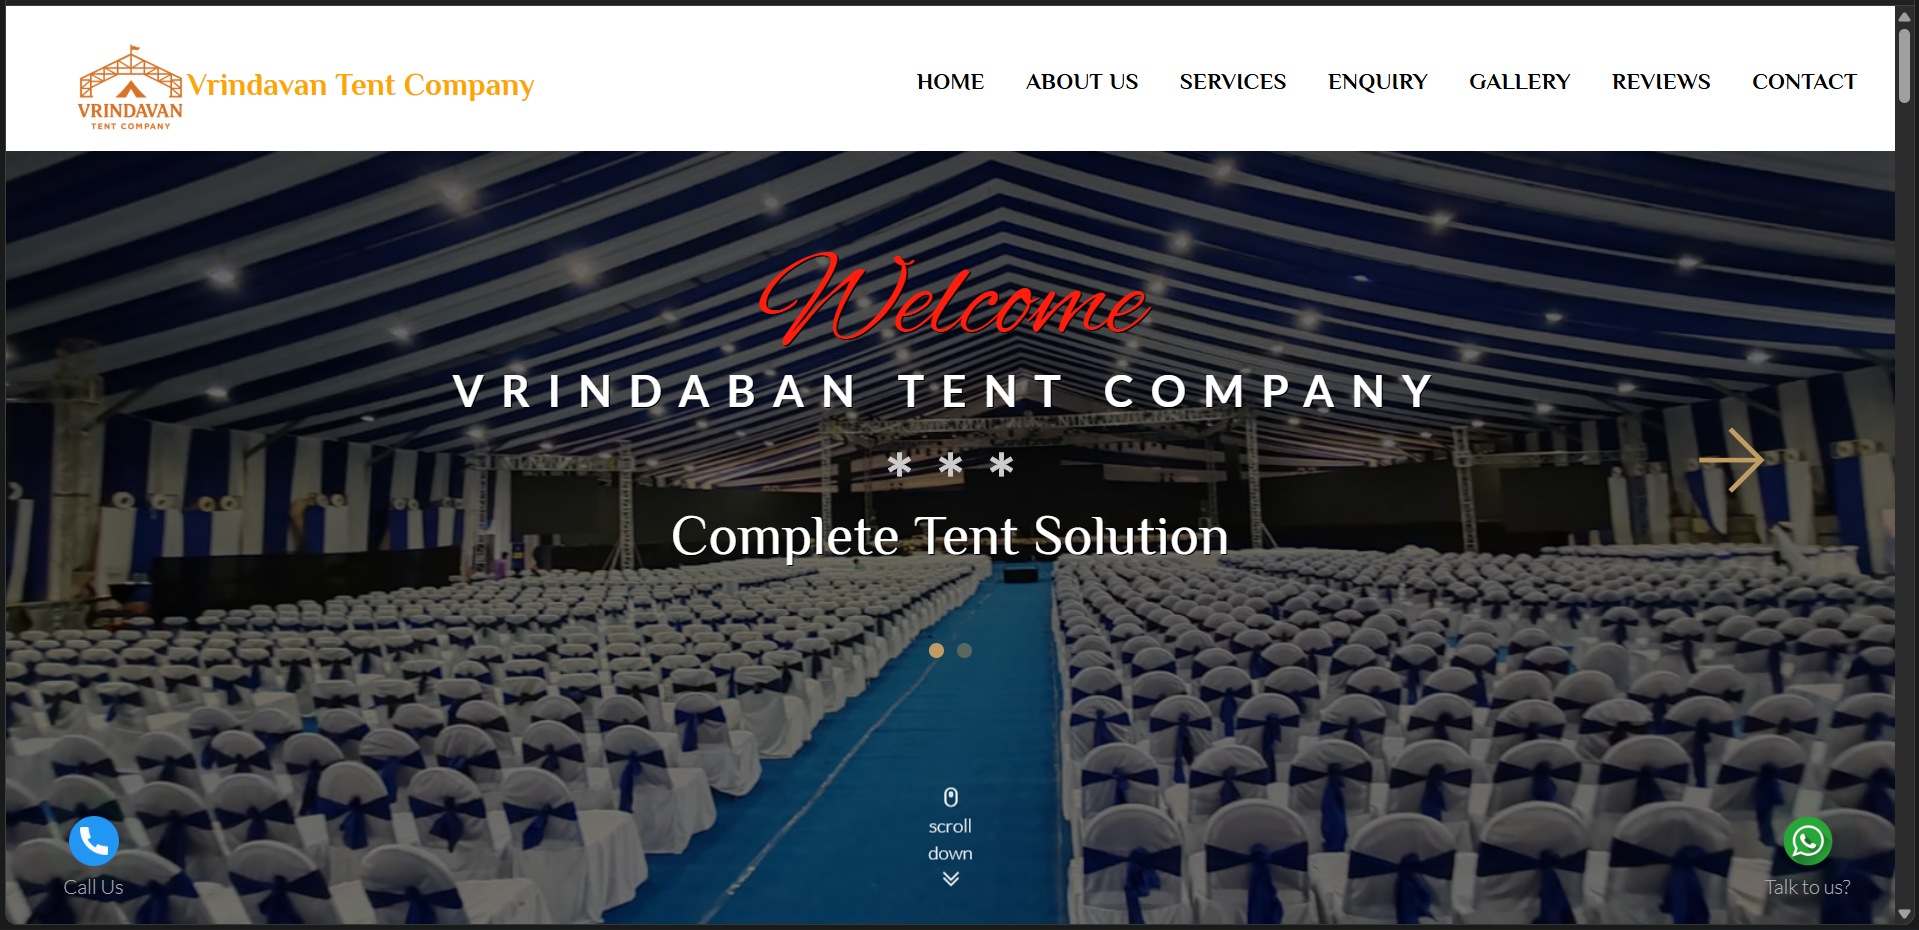 VRINDAVAN
TENT COMPANY
Vrindavan Tent Company
HOME ABOUT US SERVICES ENQUIRY GALLERY REVIEWS CONTACT
Welcome
VRINDABAN TENT COMPANY
* * *
Complete Tent Solution
scroll
down
Call Us
Talk to us?